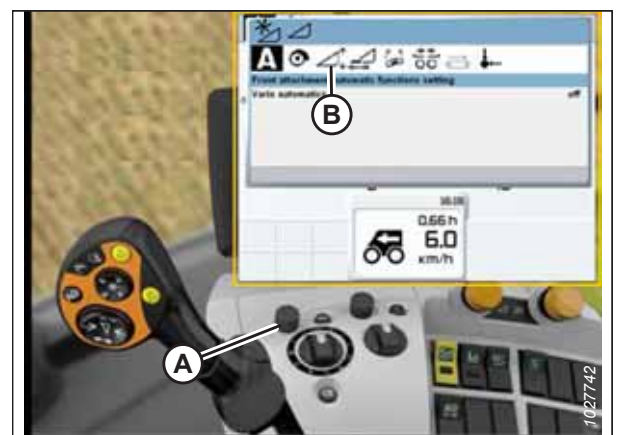 A
Front attachment automatic functions setting
Vario automatic
off
B
0.66 h
6.0
km/h
A
1027742